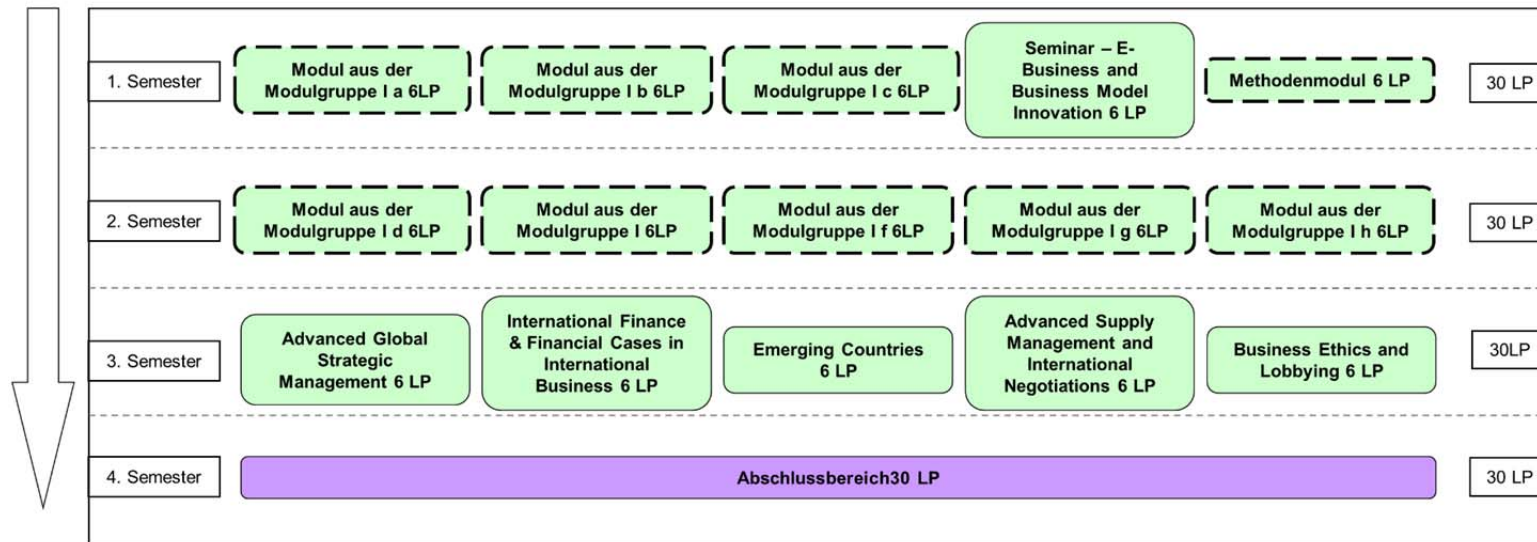 1. Semester
Modul aus der
Modulgruppe I a 6LP
Modul aus der
Modulgruppe I b 6LP
Modul aus der
Modulgruppe I c 6LP
Seminar – E-
Business and
Business Model
Innovation 6 LP
Methodenmodul 6 LP
30 LP
2. Semester
Modul aus der
Modulgruppe I d 6LP
Modul aus der
Modulgruppe I 6LP
Modul aus der
Modulgruppe I f 6LP
Modul aus der
Modulgruppe I g 6LP
Modul aus der
Modulgruppe I h 6LP
30 LP
3. Semester
Advanced Global
Strategic
Management 6 LP
International Finance
& Financial Cases in
International
Business 6 LP
Emerging Countries
6 LP
Advanced Supply
Management and
International
Negotiations 6 LP
Business Ethics and
Lobbying 6 LP
30LP
4. Semester
Abschlussbereich30 LP
30 LP